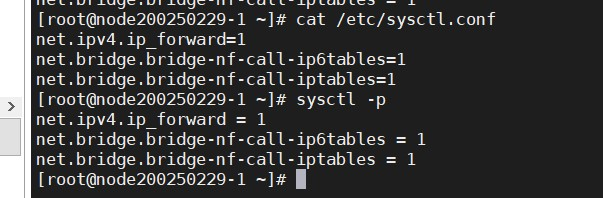 net.bridge.bridge-nf-call-iptables = 1
[root@node200250229-1 ~]# cat /etc/sysctl.conf
net.ipv4.ip_forward=1
net.bridge.bridge-nf-call-ip6tables=1
net.bridge.bridge-nf-call-iptables=1
[root@node200250229-1 ~]# sysctl -p
net.ipv4.ip_forward = 1
net.bridge.bridge-nf-call-ip6tables = 1
net.bridge.bridge-nf-call-iptables = 1
[root@node200250229-1 ~]#